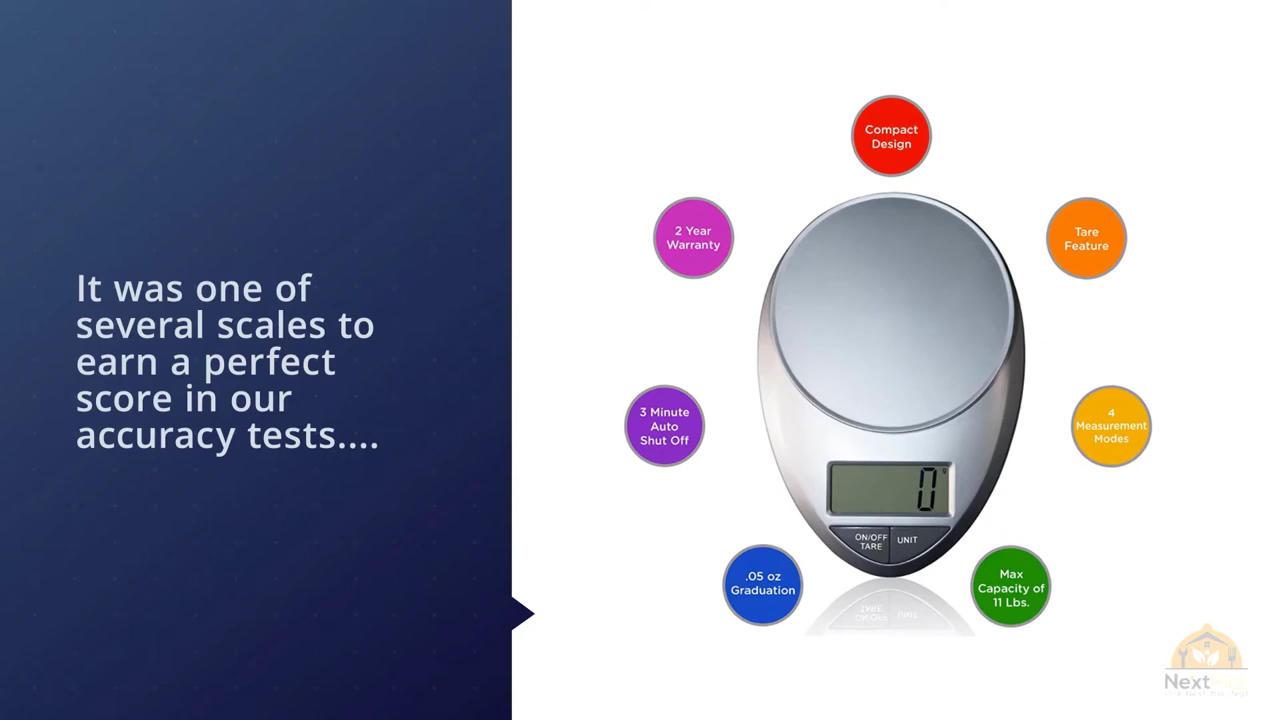 It was one of
several scales to
earn a perfect
score in our
accuracy tests....
Compact
Design
2 Year
Warranty
Tare
Feature
3 Minute
Auto
Shut Off
4
Measurement
Modes
0 g
ON/OFF
TARE
UNIT
.05 oz
Graduation
Max
Capacity of
11 Lbs.
Next